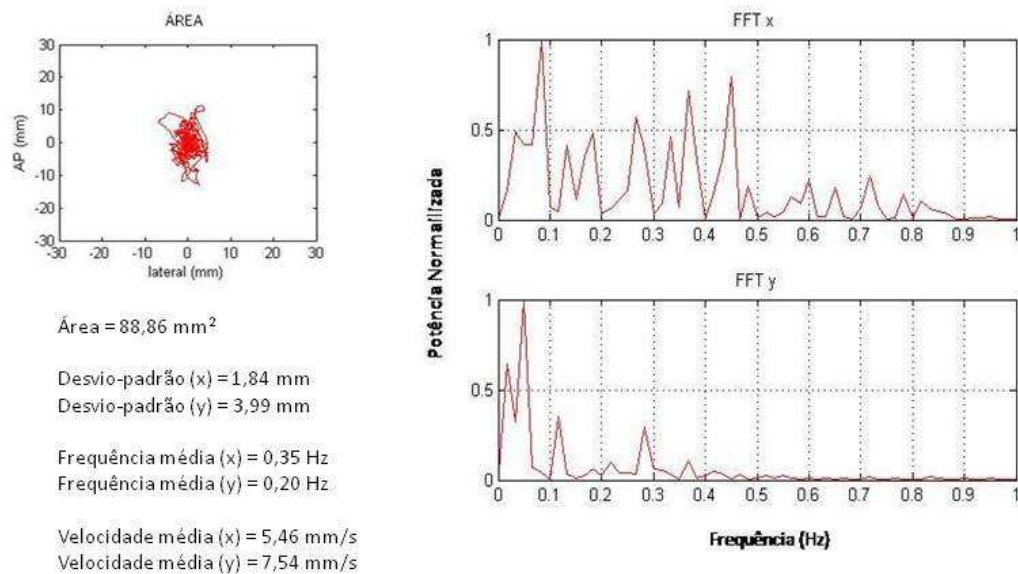 ÁREA
30
20
10
0
-10
-20
-30
AP (mm)
-30 -20 -10 0 10 20 30
lateral (mm)
Área = 88,86 mm²
Desvio-padrão (x) = 1,84 mm
Desvio-padrão (y) = 3,99 mm
Frequência média (x) = 0,35 Hz
Frequência média (y) = 0,20 Hz
Velocidade média (x) = 5,46 mm/s
Velocidade média (y) = 7,54 mm/s
Potência Normalizada
FFT x
1
0.5
0
0 0.1 0.2 0.3 0.4 0.5 0.6 0.7 0.8 0.9 1
FFT y
1
0.5
0
0 0.1 0.2 0.3 0.4 0.5 0.6 0.7 0.8 0.9 1
Frequência (Hz)